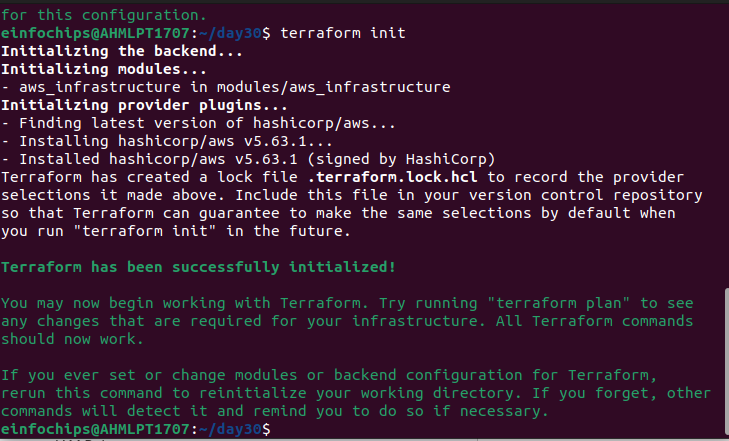 for this configuration.
einfochips@AHMLPT1707:~/day30$ terraform init
Initializing the backend...
Initializing modules...
- aws_infrastructure in modules/aws_infrastructure
Initializing provider plugins...
- Finding latest version of hashicorp/aws...
- Installing hashicorp/aws v5.63.1...
- Installed hashicorp/aws v5.63.1 (signed by HashiCorp)
Terraform has created a lock file .terraform.lock.hcl to record the provider
selections it made above. Include this file in your version control repository
so that Terraform can guarantee to make the same selections by default when
you run "terraform init" in the future.
Terraform has been successfully initialized!
You may now begin working with Terraform. Try running "terraform plan" to see
any changes that are required for your infrastructure. All Terraform commands
should now work.
If you ever set or change modules or backend configuration for Terraform,
rerun this command to reinitialize your working directory. If you forget, other
commands will detect it and remind you to do so if necessary.
einfochips@AHMLPT1707:~/day30$